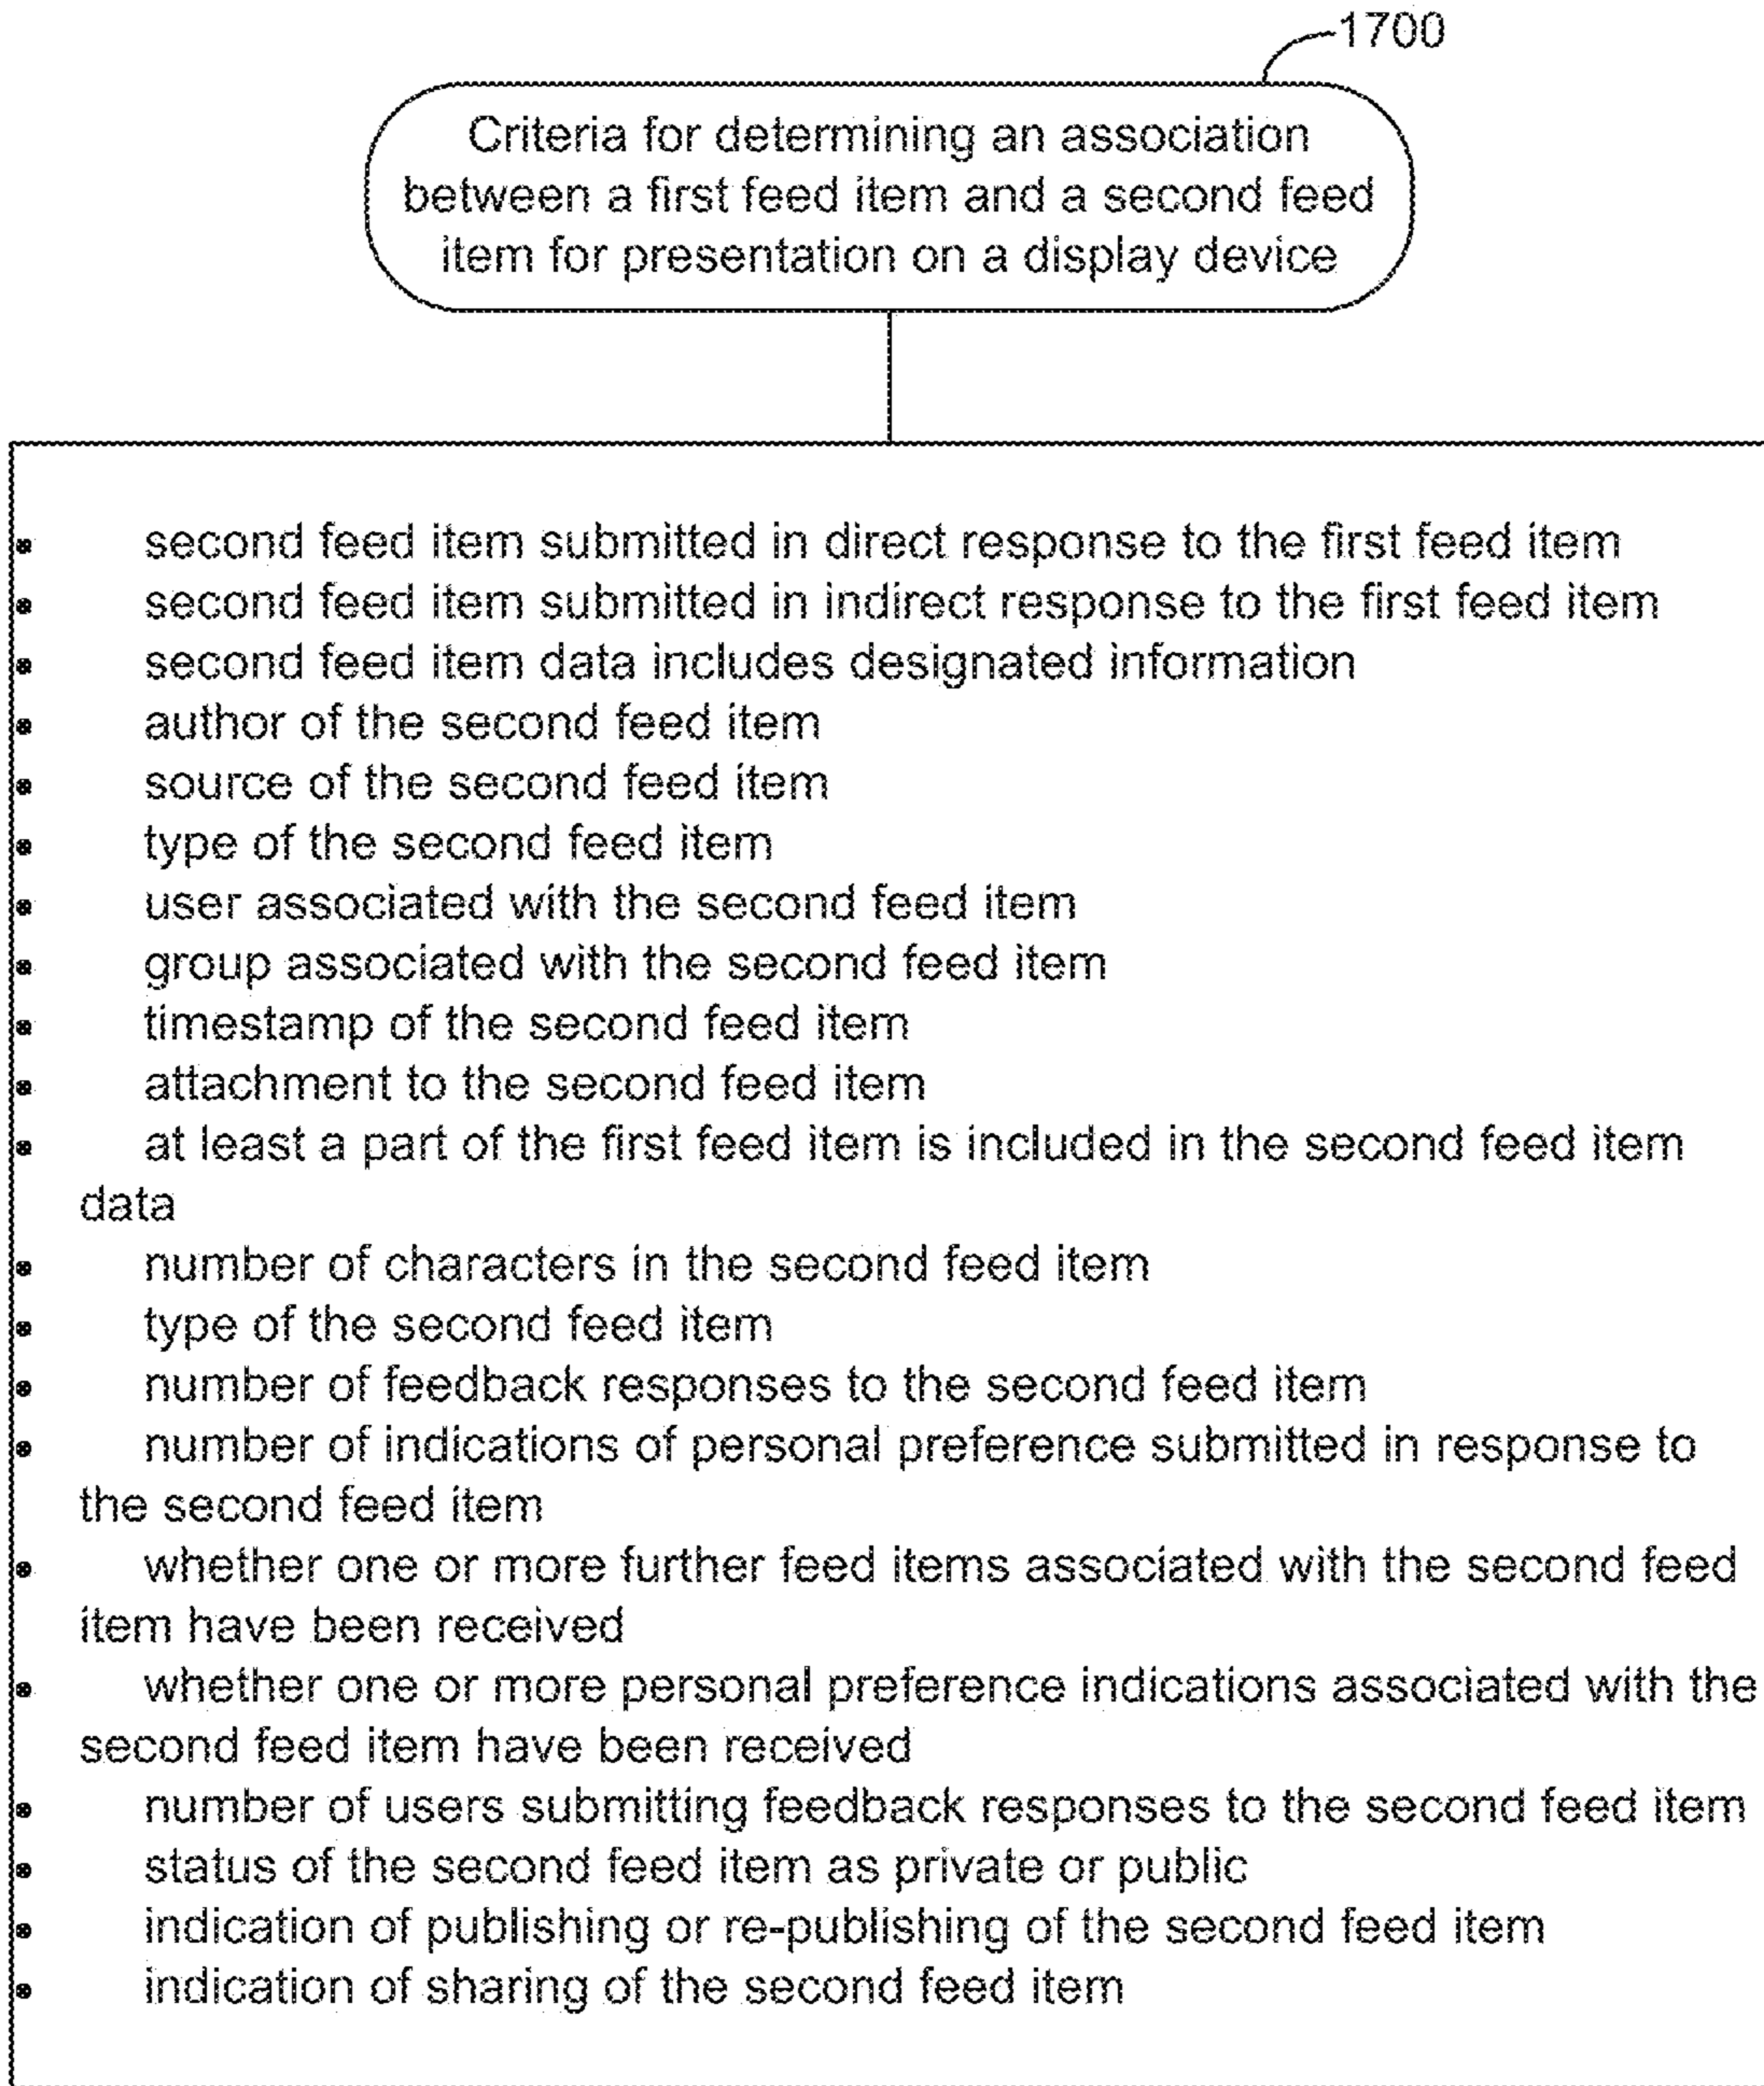 1700
Criteria for determining an association
between a first feed item and a second feed
item for presentation on a display device
• second feed item submitted in direct response to the first feed item
• second feed item submitted in indirect response to the first feed item
• second feed item data includes designated information
• author of the second feed item
• source of the second feed item
• type of the second feed item
• user associated with the second feed item
• group associated with the second feed item
• timestamp of the second feed item
• attachment to the second feed item
• at least a part of the first feed item is included in the second feed item
data
• number of characters in the second feed item
• type of the second feed item
• number of feedback responses to the second feed item
• number of indications of personal preference submitted in response to
the second feed item
• whether one or more further feed items associated with the second feed
item have been received
• whether one or more personal preference indications associated with the
second feed item have been received
• number of users submitting feedback responses to the second feed item
• status of the second feed item as private or public
• indication of publishing or re-publishing of the second feed item
• indication of sharing of the second feed item